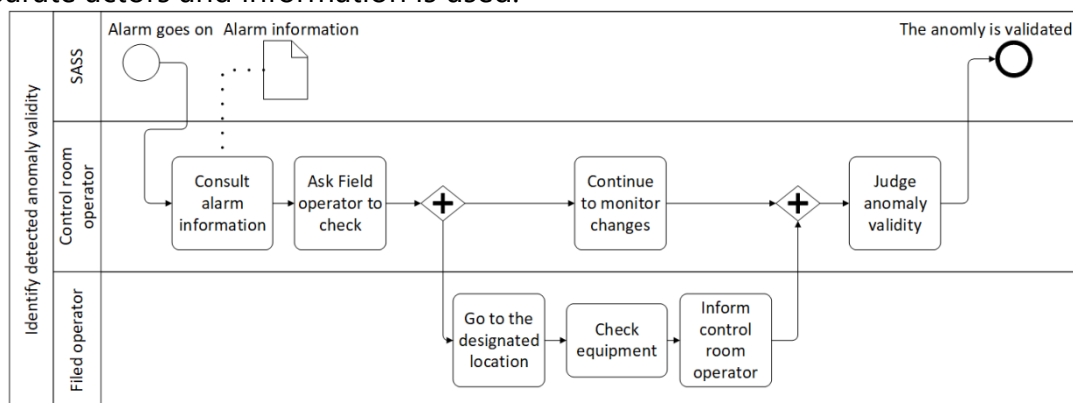 parate actors and information is used.
Identify detected anomaly validity
SASS
Alarm goes on
Alarm information
The anomly is validated
Control room
operator
Consult
alarm
information
Ask Field
operator to
check
Continue
to monitor
changes
Judge
anomaly
validity
Filed operator
Go to the
designated
location
Check
equipment
Inform
control
room
operator